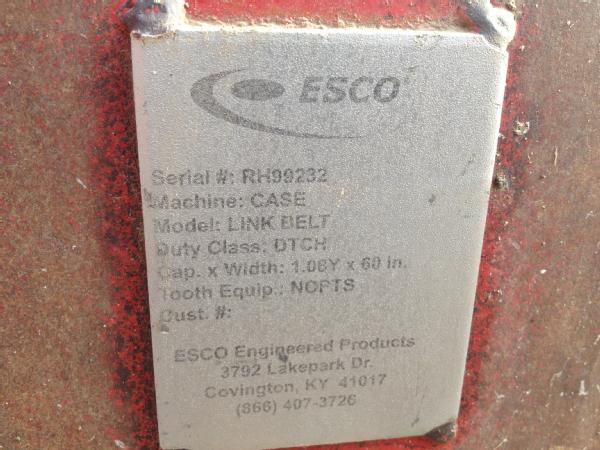 ESCO
Serial #: RH99232
Machine: CASE
Model: LINK BELT
Duty Class: DTCH
Cap. x Width: 1.06Y x 60 in.
Tooth Equip.: NOPTS
Cust. #:
ESCO Engineered Products
3792 Lakepark Dr.
Covington, KY 41017
(866) 407-3726